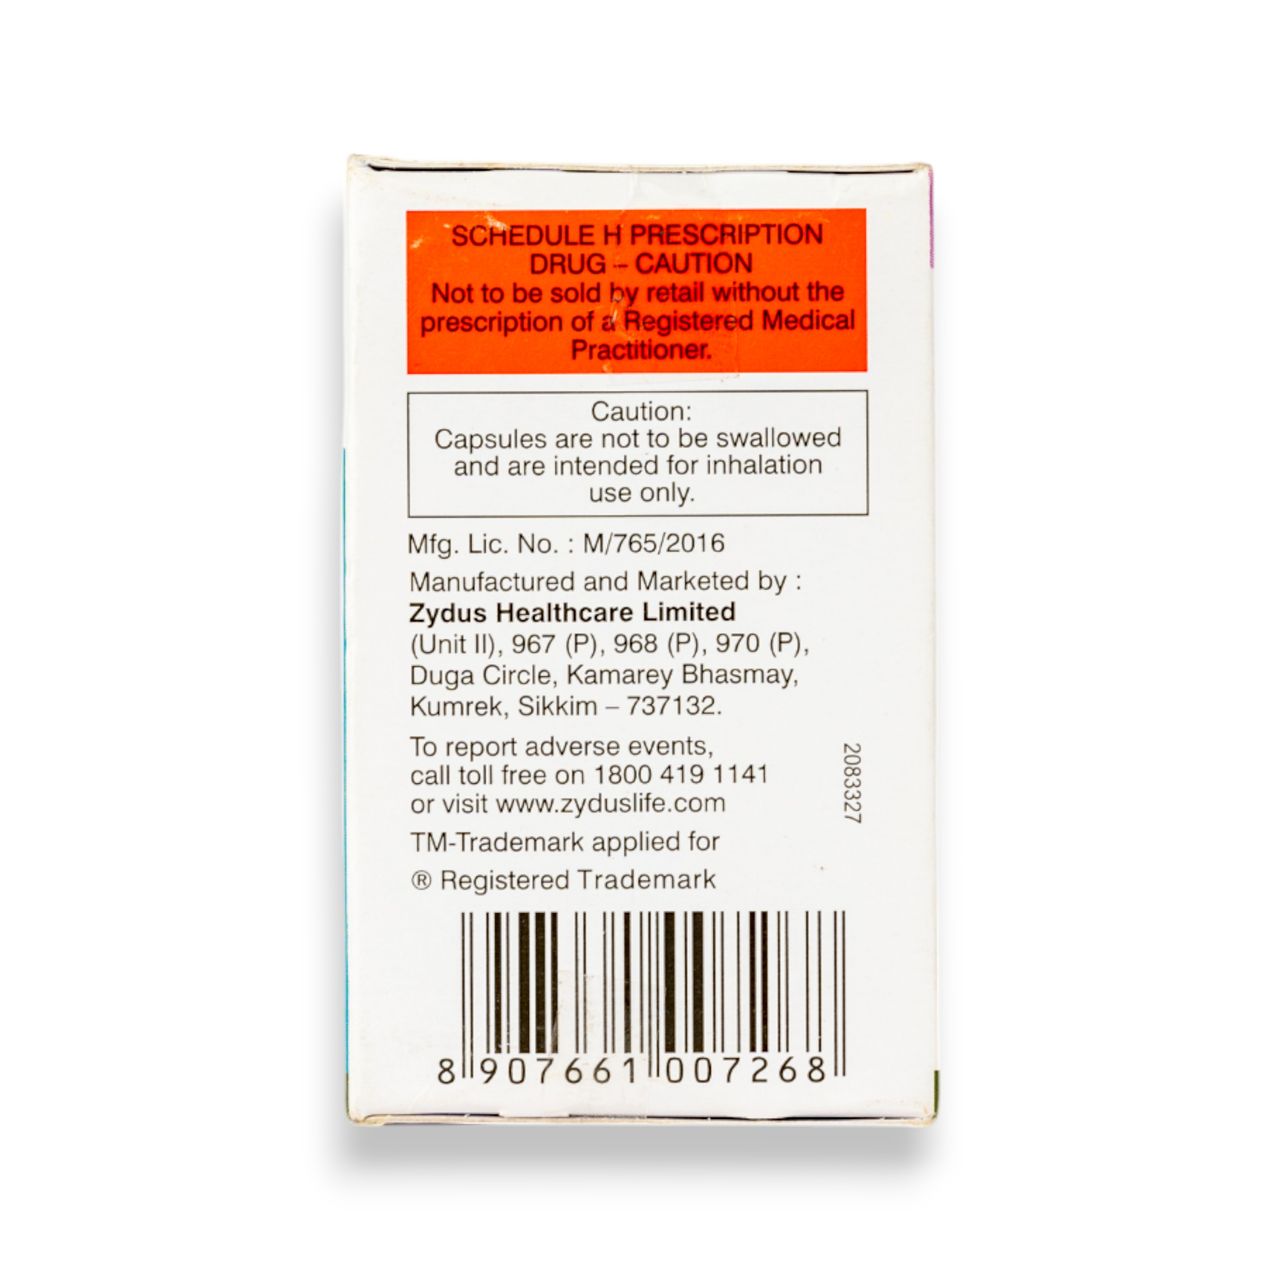 SCHEDULE H PRESCRIPTION
DRUG – CAUTION
Not to be sold by retail without the
prescription of a Registered Medical
Practitioner.
Caution:
Capsules are not to be swallowed
and are intended for inhalation
use only.
Mfg. Lic. No. : M/765/2016
Manufactured and Marketed by :
Zydus Healthcare Limited
(Unit II), 967 (P), 968 (P), 970 (P),
Duga Circle, Kamarey Bhasmay,
Kumrek, Sikkim – 737132.
To report adverse events,
call toll free on 1800 419 1141
or visit www.zyduslife.com
2083327
TM-Trademark applied for
® Registered Trademark
8 907661 007268